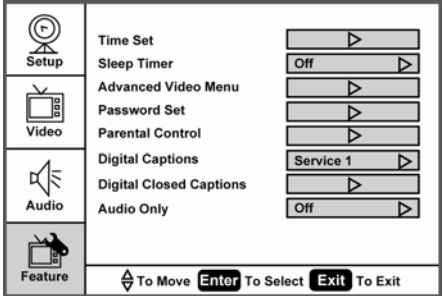 Setup
Video
Audio
Feature
Time Set
Sleep Timer Off
Advanced Video Menu
Password Set
Parental Control
Digital Captions Service 1
Digital Closed Captions
Audio Only Off
To Move Enter To Select Exit To Exit